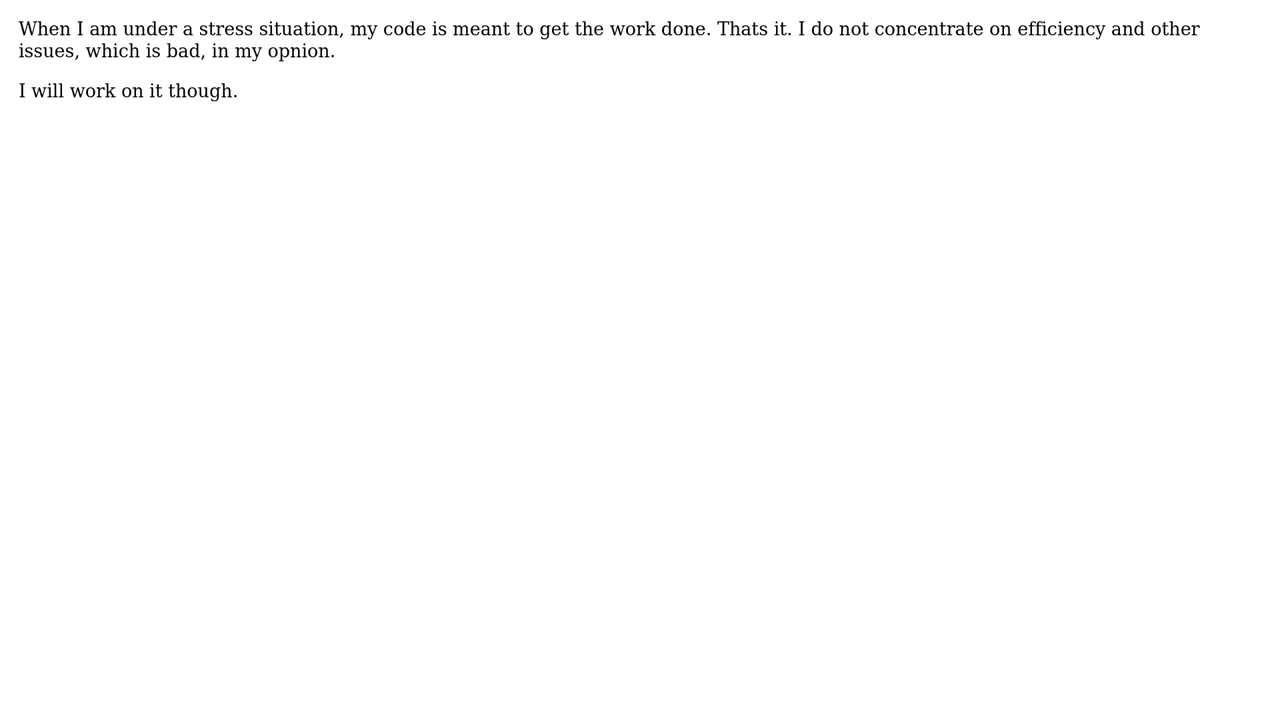 When I am under a stress situation, my code is meant to get the work done. Thats it. I do not concentrate on efficiency and other
issues, which is bad, in my opnion.
I will work on it though.